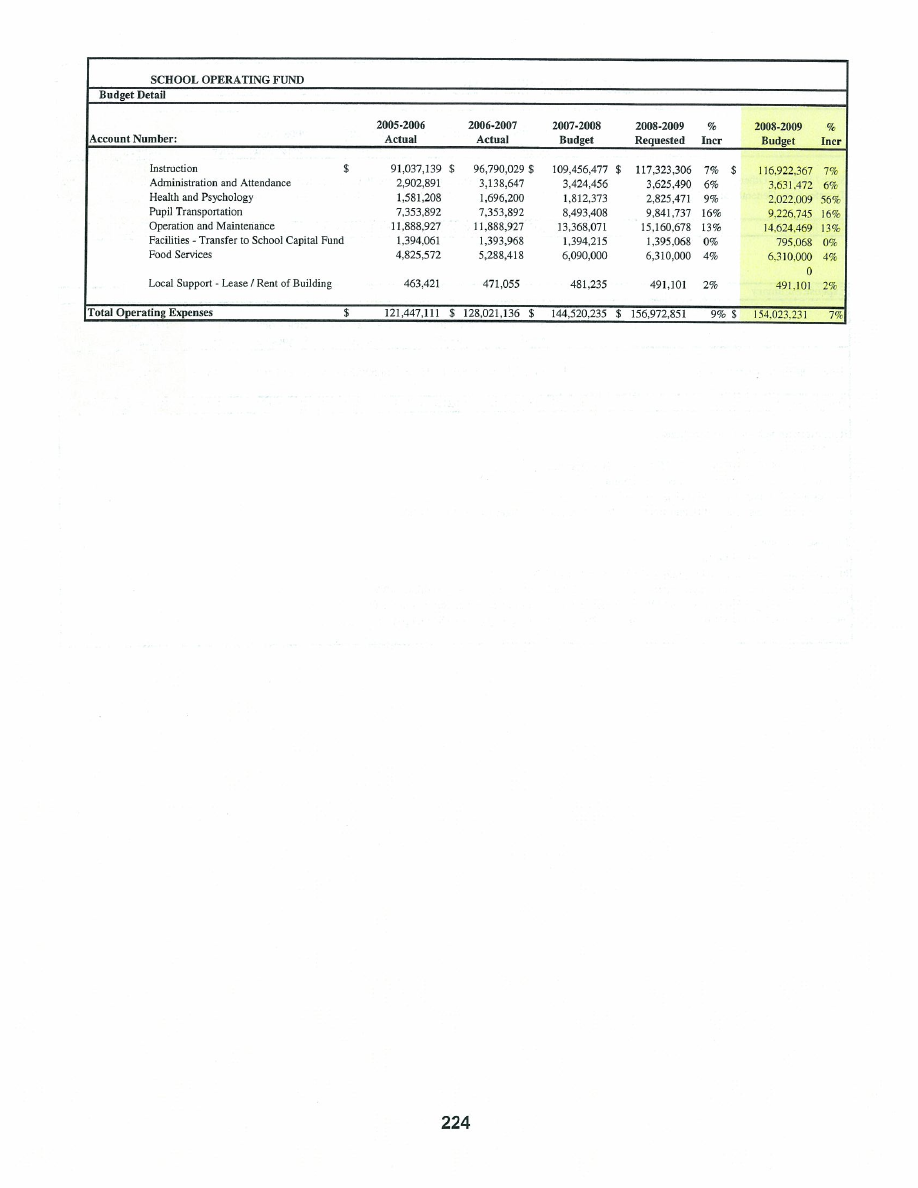 SCHOOL OPERATING FUND
Budget Detail
2005-2006 2006-2007 2007-2008 2008-2009 % 2008-2009 %
Account Number: Actual Actual Budget Requested Incr Budget Incr
Instruction $ 91,037,139 $ 96,790,029 $ 109,456,477 $ 117,323,306 7% $ 116,922,367 7%
Administration and Attendance 2,902,891 3,138,647 3,424,456 3,625,490 6% 3,631,472 6%
Health and Psychology 1,581,208 1,696,200 1,812,373 2,825,471 9% 2,022,009 56%
Pupil Transportation 7,353,892 7,353,892 8,493,408 9,841,737 16% 9,226,745 16%
Operation and Maintenance 11,888,927 11,888,927 13,368,071 15,160,678 13% 14,624,469 13%
Facilities - Transfer to School Capital Fund 1,394,061 1,393,968 1,394,215 1,395,068 0% 795,068 0%
Food Services 4,825,572 5,288,418 6,090,000 6,310,000 4% 6,310,000 4%
0
Local Support - Lease / Rent of Building 463,421 471,055 481,235 491,101 2% 491,101 2%
Total Operating Expenses $ 121,447,111 $ 128,021,136 $ 144,520,235 $ 156,972,851 9% $ 154,023,231 7%
224